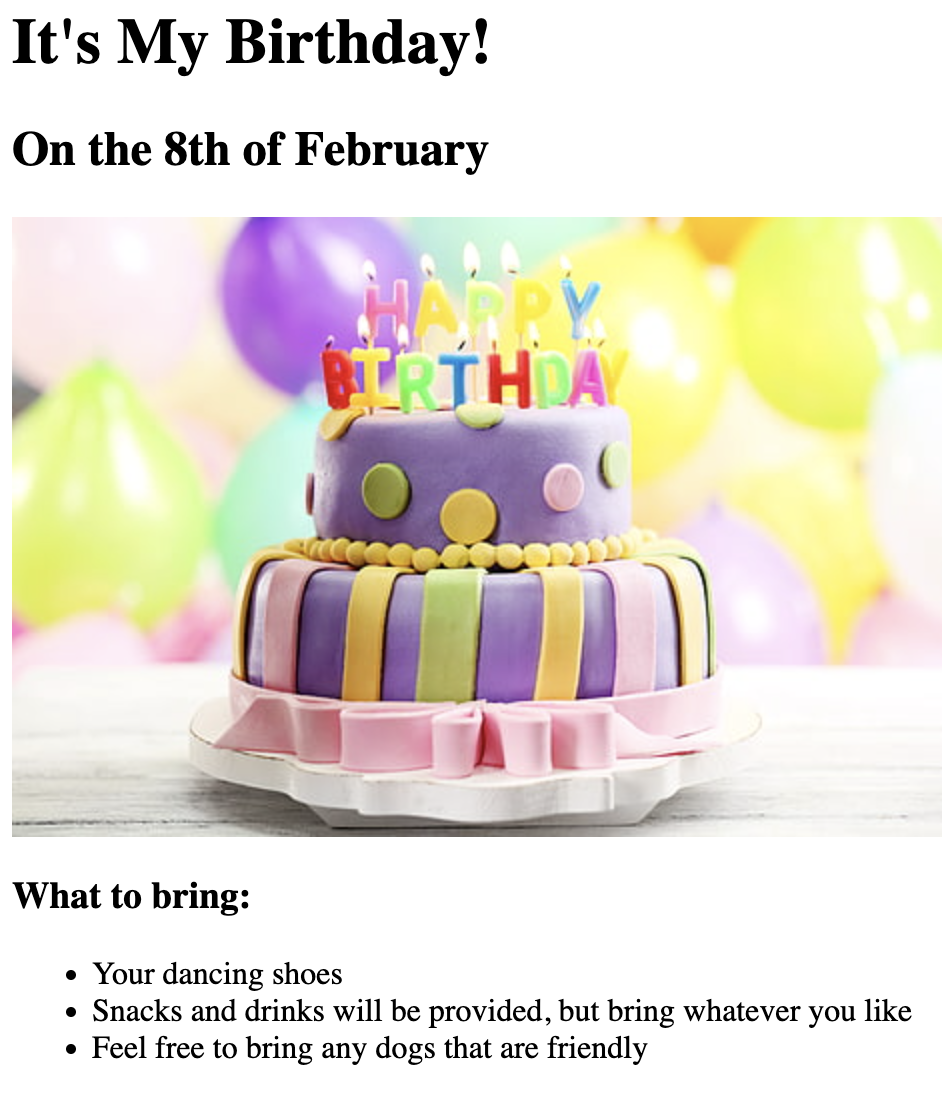 It's My Birthday!
On the 8th of February
HAPPY
BIRTHDAY
What to bring:
Your dancing shoes
Snacks and drinks will be provided, but bring whatever you like
Feel free to bring any dogs that are friendly